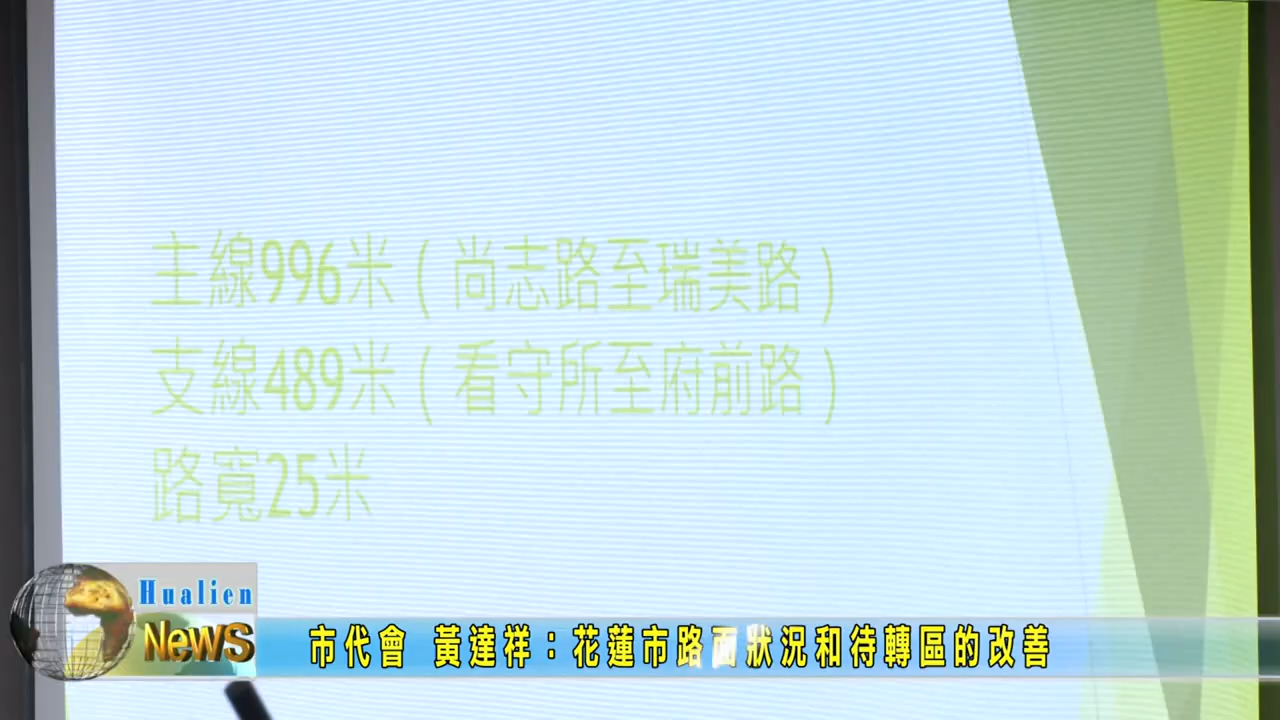 主線996米（尚志路至瑞美路）
支線489米（看守所至府前路）
路寬25米
Hualien
News
市代會 黃達祥：花蓮市路面狀況和待轉區的改善